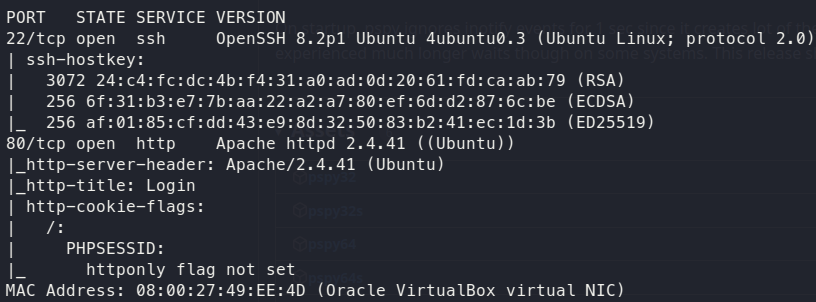 PORT   STATE SERVICE VERSION
22/tcp open  ssh     OpenSSH 8.2p1 Ubuntu 4ubuntu0.3 (Ubuntu Linux; protocol 2.0)
| ssh-hostkey:
|   3072 24:c4:fc:dc:4b:f4:31:a0:ad:0d:20:61:fd:ca:ab:79 (RSA)
|   256 6f:31:b3:e7:7b:aa:22:a2:a7:80:ef:6d:d2:87:6c:be (ECDSA)
|_  256 af:01:85:cf:dd:43:e9:8d:32:50:83:b2:41:ec:1d:3b (ED25519)
80/tcp open  http    Apache httpd 2.4.41 ((Ubuntu))
|_http-server-header: Apache/2.4.41 (Ubuntu)
|_http-title: Login
| http-cookie-flags:
|   /:
|     PHPSESSID:
|_      httponly flag not set
MAC Address: 08:00:27:49:EE:4D (Oracle VirtualBox virtual NIC)
pspy32
pspy32s
pspy64
pspy64s